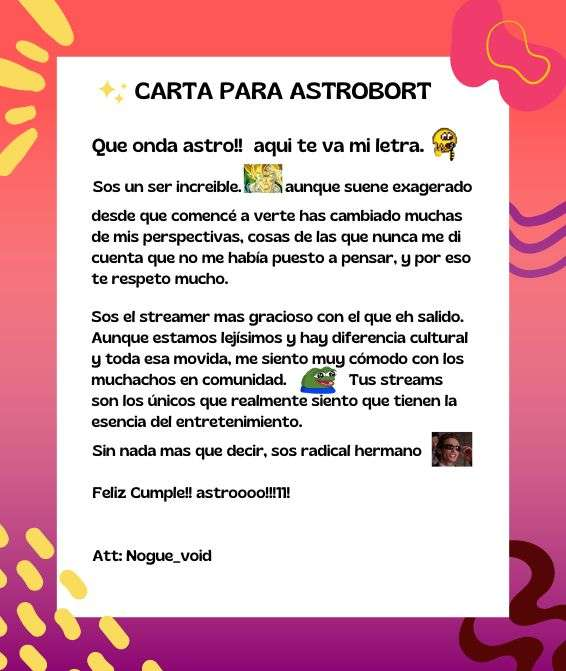 CARTA PARA ASTROBORT
Que onda astro!! aqui te va mi letra.
Sos un ser increible. aunque suene exagerado
desde que comencé a verte has cambiado muchas
de mis perspectivas, cosas de las que nunca me di
cuenta que no me había puesto a pensar, y por eso
te respeto mucho.
Sos el streamer mas gracioso con el que eh salido.
Aunque estamos lejísimos y hay diferencia cultural
y toda esa movida, me siento muy cómodo con los
muchachos en comunidad. Tus streams
son los únicos que realmente siento que tienen la
esencia del entretenimiento.
Sin nada mas que decir, sos radical hermano
Feliz Cumple!! astroooo!!!11!
Att: Nogue_void